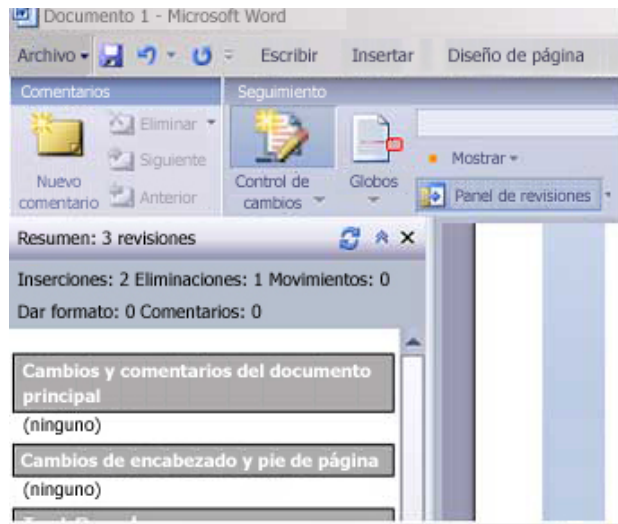 Documento 1 - Microsoft Word
Archivo Escribir Insertar Diseño de página
Comentarios Seguimiento
Eliminar
Siguiente
Anterior
Nuevo
comentario
Control de
cambios
Globos
Mostrar
Panel de revisiones
Resumen: 3 revisiones
Inserciones: 2 Eliminaciones: 1 Movimientos: 0
Dar formato: 0 Comentarios: 0
Cambios y comentarios del documento
principal
(ninguno)
Cambios de encabezado y pie de página
(ninguno)